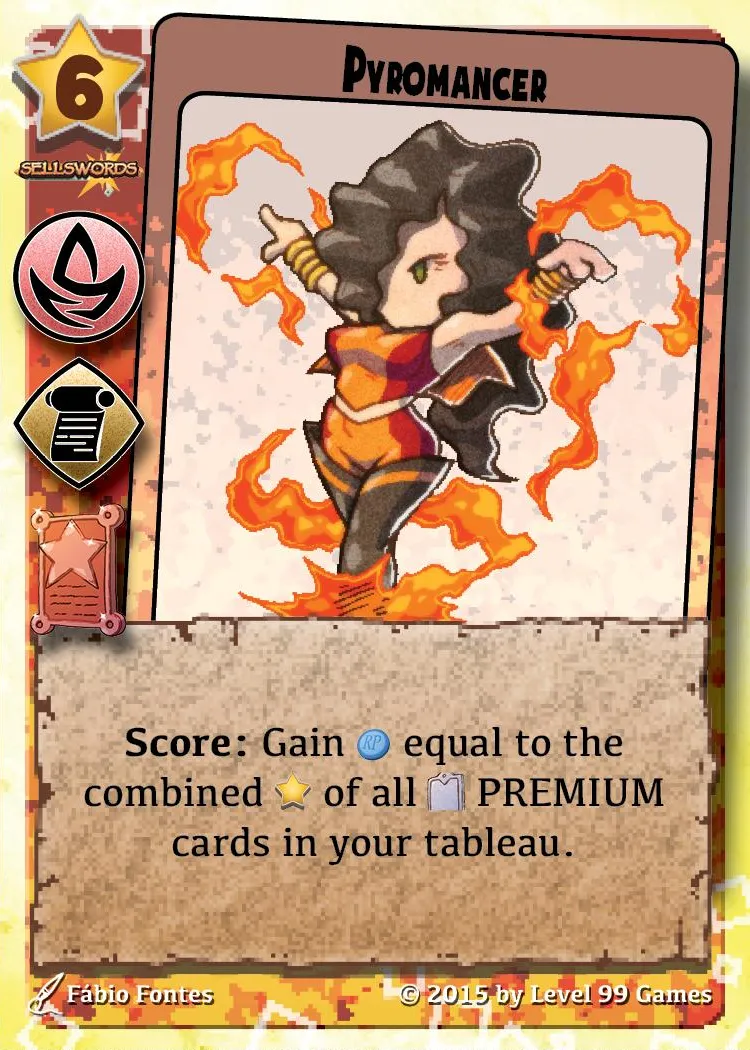 6
PYROMANCER
SELLSWORDS
Score: Gain RP equal to the
combined of all PREMIUM
cards in your tableau.
Fábio Fontes
© 2015 by Level 99 Games